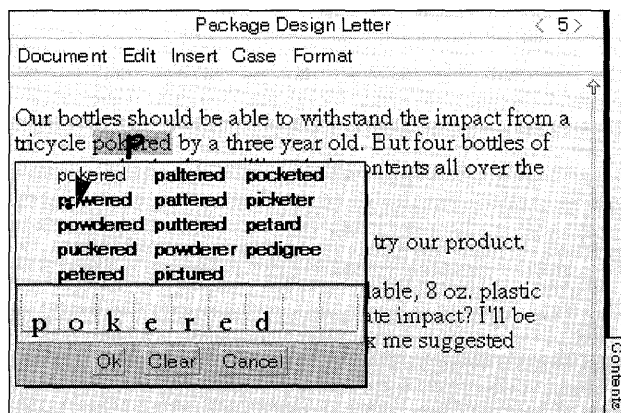 Package Design Letter < 5 >
Document Edit Insert Case Format
Our bottles should be able to withstand the impact from a
tricycle pokered by a three year old. But four bottles of
ontents all over the
pokered paltered pocketed
powered pattered picketer
powdered puttered petard
puckered powderer pedigree
petered pictured
try our product.
lable, 8 oz. plastic
ate impact? I'll be
x me suggested
p o k e r e d
Ok Clear Cancel
Contents